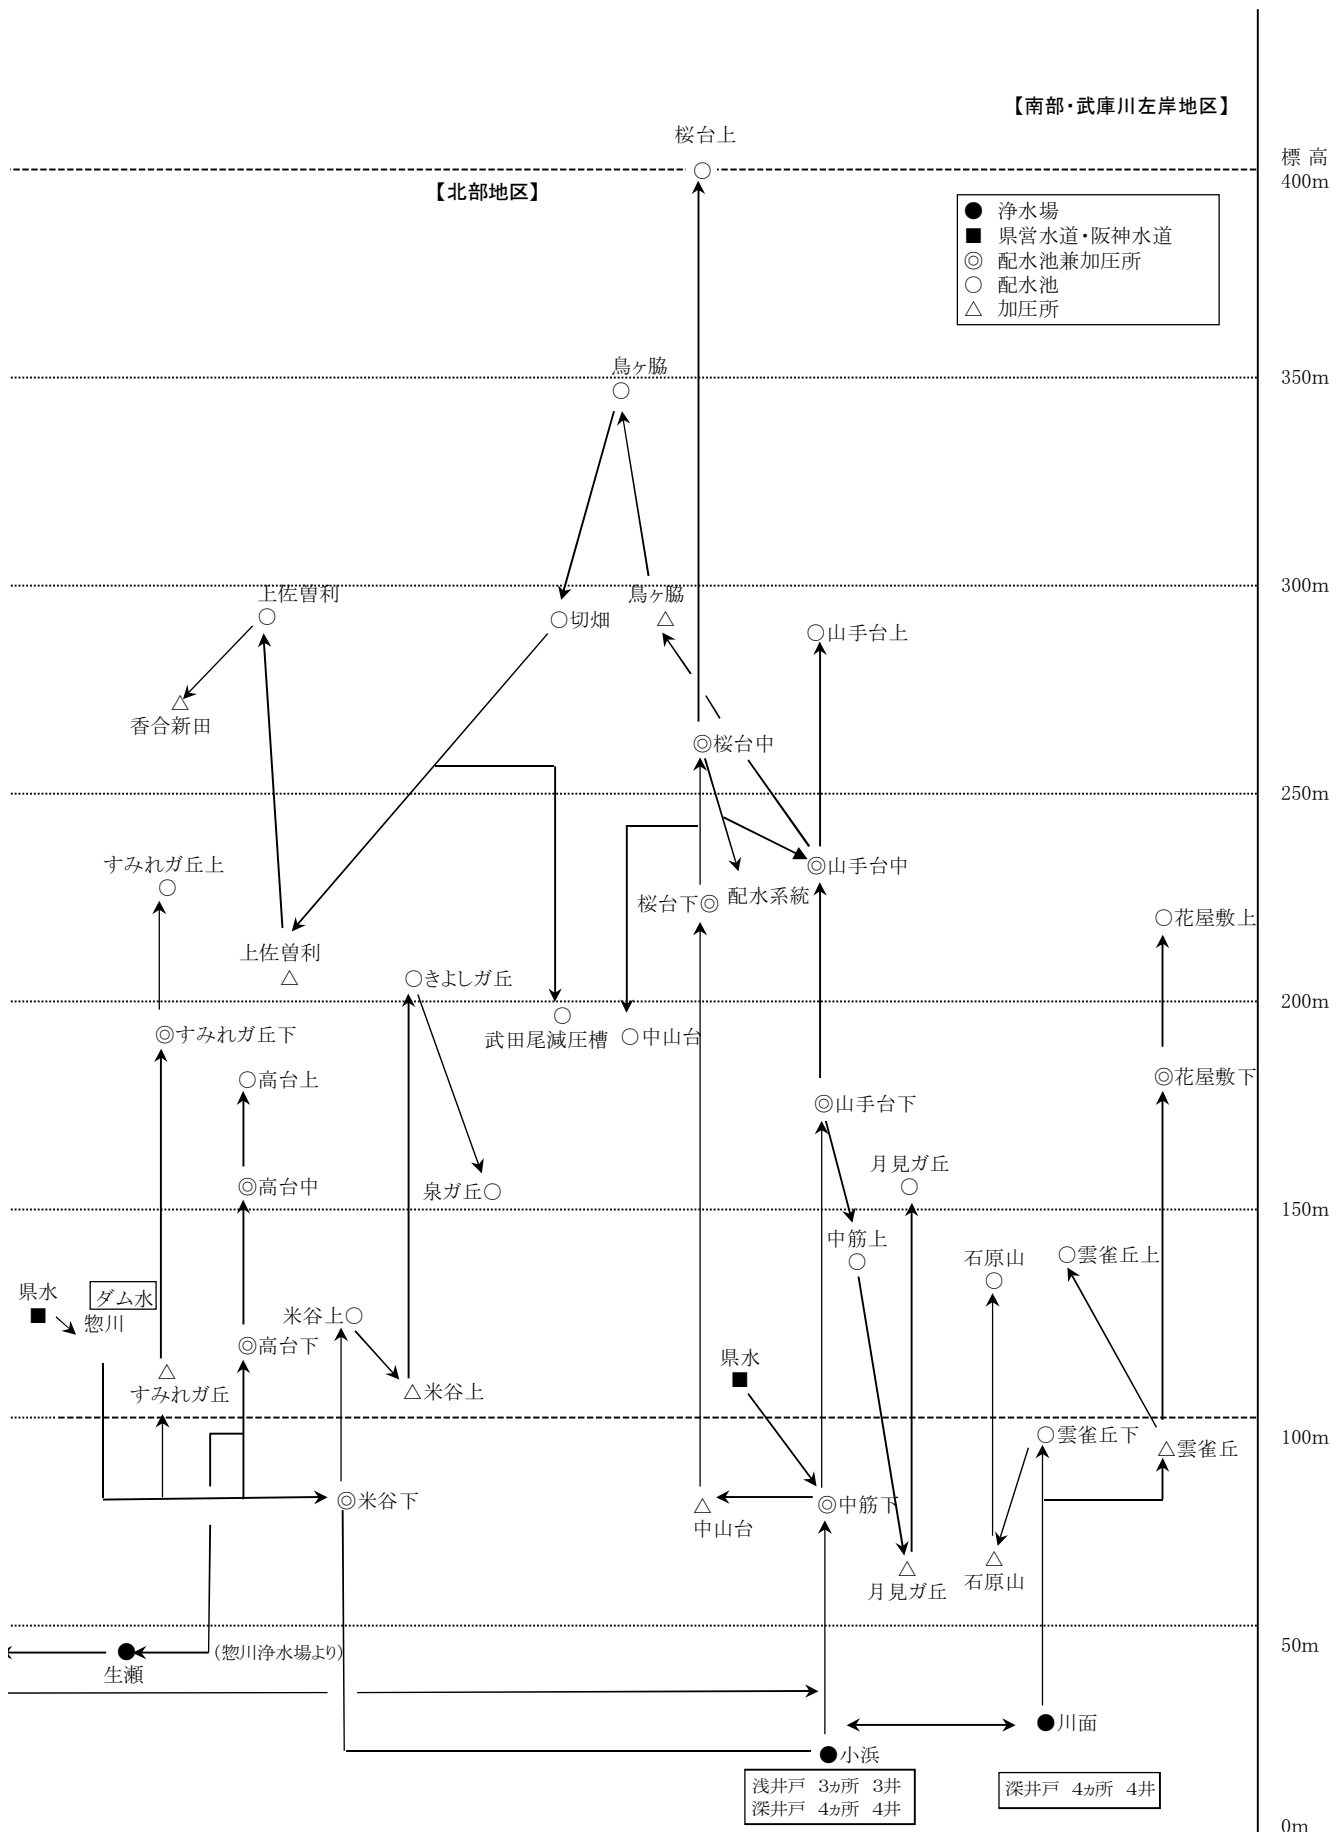 【南部・武庫川左岸地区】
桜台上
標 高
400m
【北部地区】
● 浄水場
■ 県営水道・阪神水道
◎ 配水池兼加圧所
○ 配水池
△ 加圧所
鳥ヶ脇
350m
300m
上佐曽利
鳥ヶ脇
切畑
山手台上
香合新田
桜台中
250m
すみれガ丘上
山手台中
配水系統
桜台下
花屋敷上
上佐曽利
きよしガ丘
200m
武田尾減圧槽
中山台
すみれガ丘下
高台上
花屋敷下
山手台下
月見ガ丘
高台中
泉ガ丘
150m
中筋上
石原山
雲雀丘上
県水
ダム水
惣川
米谷上
高台下
県水
すみれガ丘
米谷上
100m
雲雀丘下
雲雀丘
米谷下
中筋下
中山台
月見ガ丘
石原山
50m
(惣川浄水場より)
生瀬
川面
小浜
浅井戸 3ヵ所 3井
深井戸 4ヵ所 4井
深井戸 4ヵ所 4井
0m